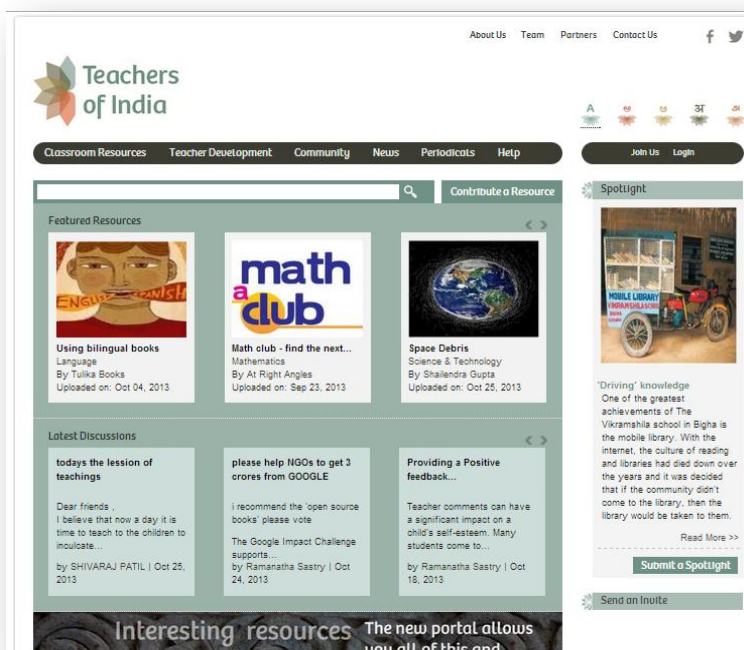 About Us Team Partners Contact Us
Teachers
of India
A
अ
Classroom Resources Teacher Development Community News Periodicals Help
Join Us Login
Contribute a Resource
Featured Resources
ENGLISH SPANISH
Using bilingual books
Language
By Tulika Books
Uploaded on: Oct 04, 2013
math
a
club
Math club - find the next...
Mathematics
By At Right Angles
Uploaded on: Sep 23, 2013
Space Debris
Science & Technology
By Shailendra Gupta
Uploaded on: Oct 25, 2013
Latest Discussions
todays the lession of
teachings
Dear friends ,
I believe that now a day it is
time to teach to the children to
inculcate...
by SHIVARAJ PATIL | Oct 25,
2013
please help NGOs to get 3
crores from GOOGLE
i recommend the 'open source
books' please vote
The Google Impact Challenge
supports...
by Ramanatha Sastry | Oct
24, 2013
Providing a Positive
feedback...
Teacher comments can have
a significant impact on a
child's self-esteem. Many
students come to...
by Ramanatha Sastry | Oct
18, 2013
Interesting resources
The new portal allows
you all of this and
Spotlight
MOBILE LIBRARY
VIKRAMSHILA SCHOOL
'Driving' knowledge
One of the greatest
achievements of The
Vikramshila school in Bigha is
the mobile library. With the
internet, the culture of reading
and libraries had died down over
the years and it was decided
that if the community didn't
come to the library, then the
library would be taken to them.
Read More >>
Submit a Spotlight
Send an Invite